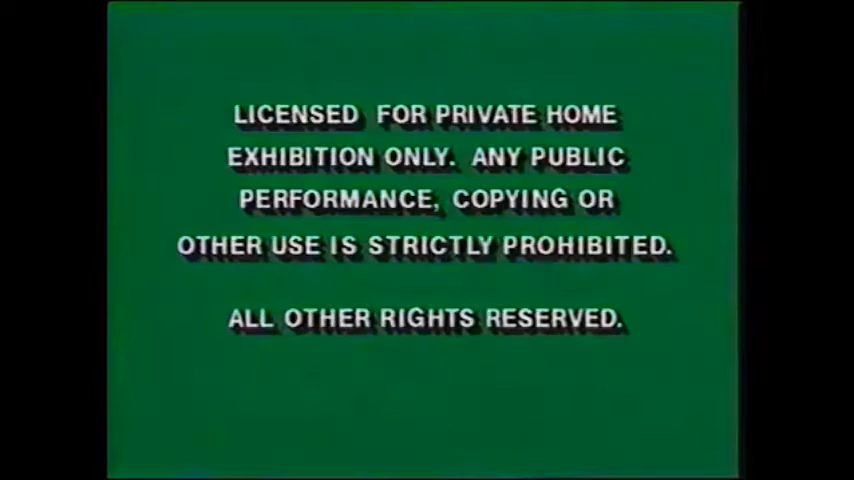 LICENSED FOR PRIVATE HOME
EXHIBITION ONLY. ANY PUBLIC
PERFORMANCE, COPYING OR
OTHER USE IS STRICTLY PROHIBITED.
ALL OTHER RIGHTS RESERVED.